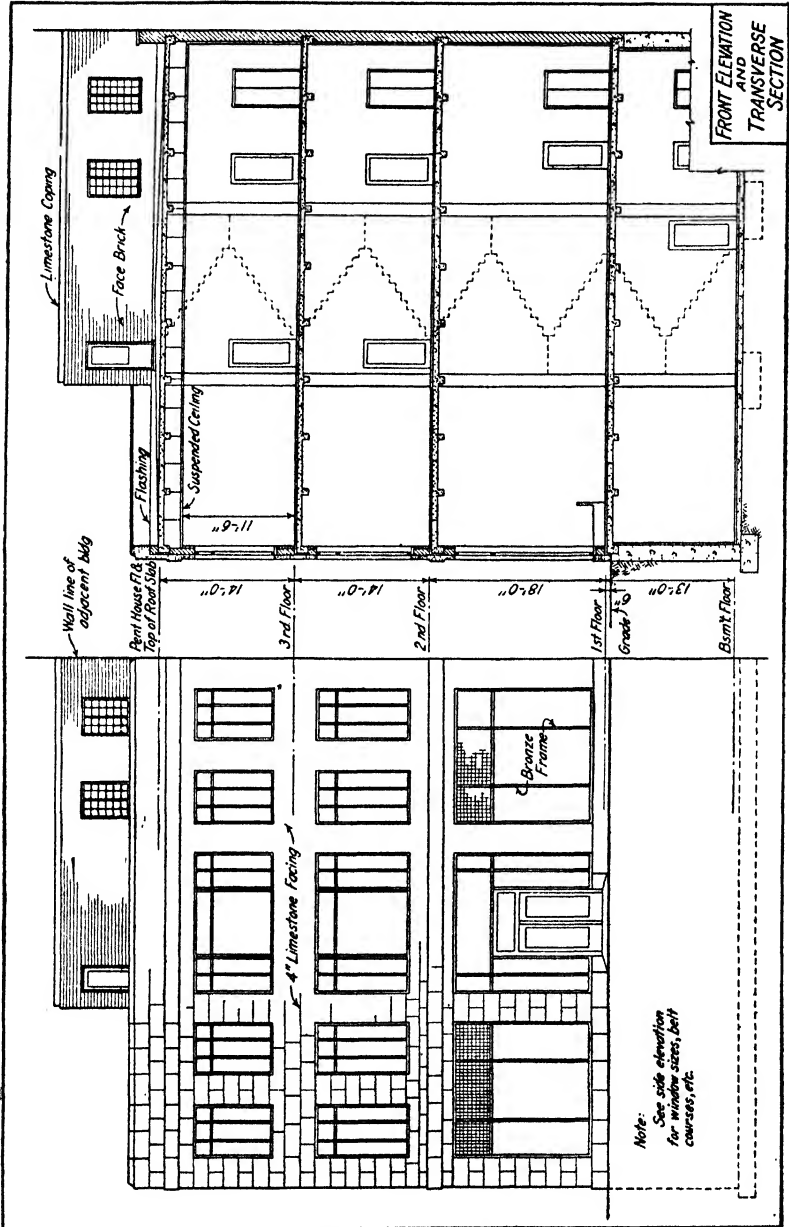 FRONT ELEVATION
AND
TRANSVERSE
SECTION
Limestone Coping
Face Brick
Flashing
Suspended Ceiling
11'-6"
Wall line of
adjacent bldg
Pent House Fl &
Top of Roof Slab
14'-0"
3rd Floor
14'-0"
2nd Floor
18'-0"
1st Floor
Grade
6"
13'-0"
Bsm't Floor
4" Limestone Facing
Bronze
Frame
Note:
See side elevation
for window sizes, belt
courses, etc.